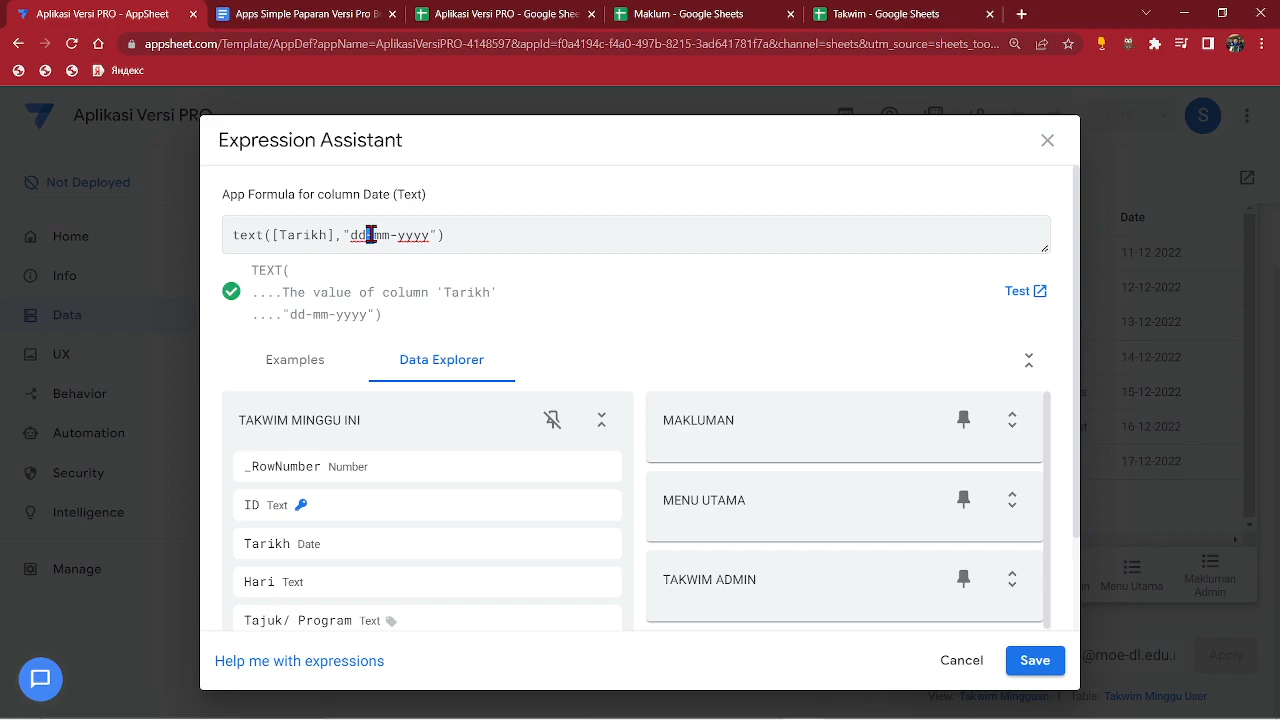 Aplikasi Versi PRO - AppSheet
Apps Simple Paparan Versi Pro B
Aplikasi Versi PRO - Google Shee
Maklum - Google Sheets
Takwim - Google Sheets
appsheet.com/Template/AppDef?appName=AplikasiVersiPRO-4148597&appId=f0a4194c-f4a0-497b-8215-3ad641781f7a&channel=sheets&utm_source=sheets_too...
Яндекс
Aplikasi Versi PRO
S
Expression Assistant
Not Deployed
App Formula for column Date (Text)
Date
text([Tarikh],"dd-mm-yyyy")
Home
11-12-2022
TEXT(
Info
....The value of column 'Tarikh'
Test
12-12-2022
Data
...."dd-mm-yyyy")
13-12-2022
UX
Examples
Data Explorer
14-12-2022
Behavior
15-12-2022
TAKWIM MINGGU INI
MAKLUMAN
Automation
16-12-2022
_RowNumber Number
17-12-2022
Security
ID Text
MENU UTAMA
Intelligence
Tarikh Date
Manage
Hari Text
TAKWIM ADMIN
Menu Utama
Makluman
Admin
Tajuk/ Program Text
Help me with expressions
Cancel
Save
@moe-dl.edu.
Apply
View: Takwim Mingguan | Table: Takwim Minggu User